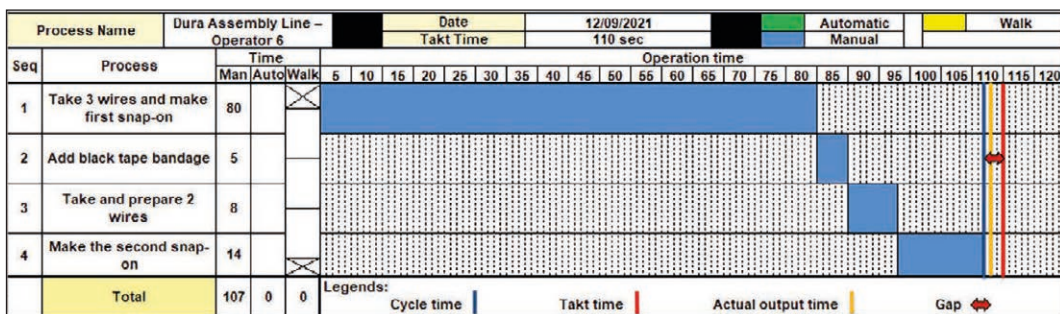 Process Name Dura Assembly Line – Operator 6 Date 12/09/2021 Automatic Walk
Takt Time 110 sec Manual
Seq Process Time Operation time
Man Auto Walk 5 10 15 20 25 30 35 40 45 50 55 60 65 70 75 80 85 90 95 100 105 110 115 120
1 Take 3 wires and make first snap-on 80
2 Add black tape bandage 5
3 Take and prepare 2 wires 8
4 Make the second snap-on 14
Total 107 0 0
Legends:
Cycle time Takt time Actual output time Gap